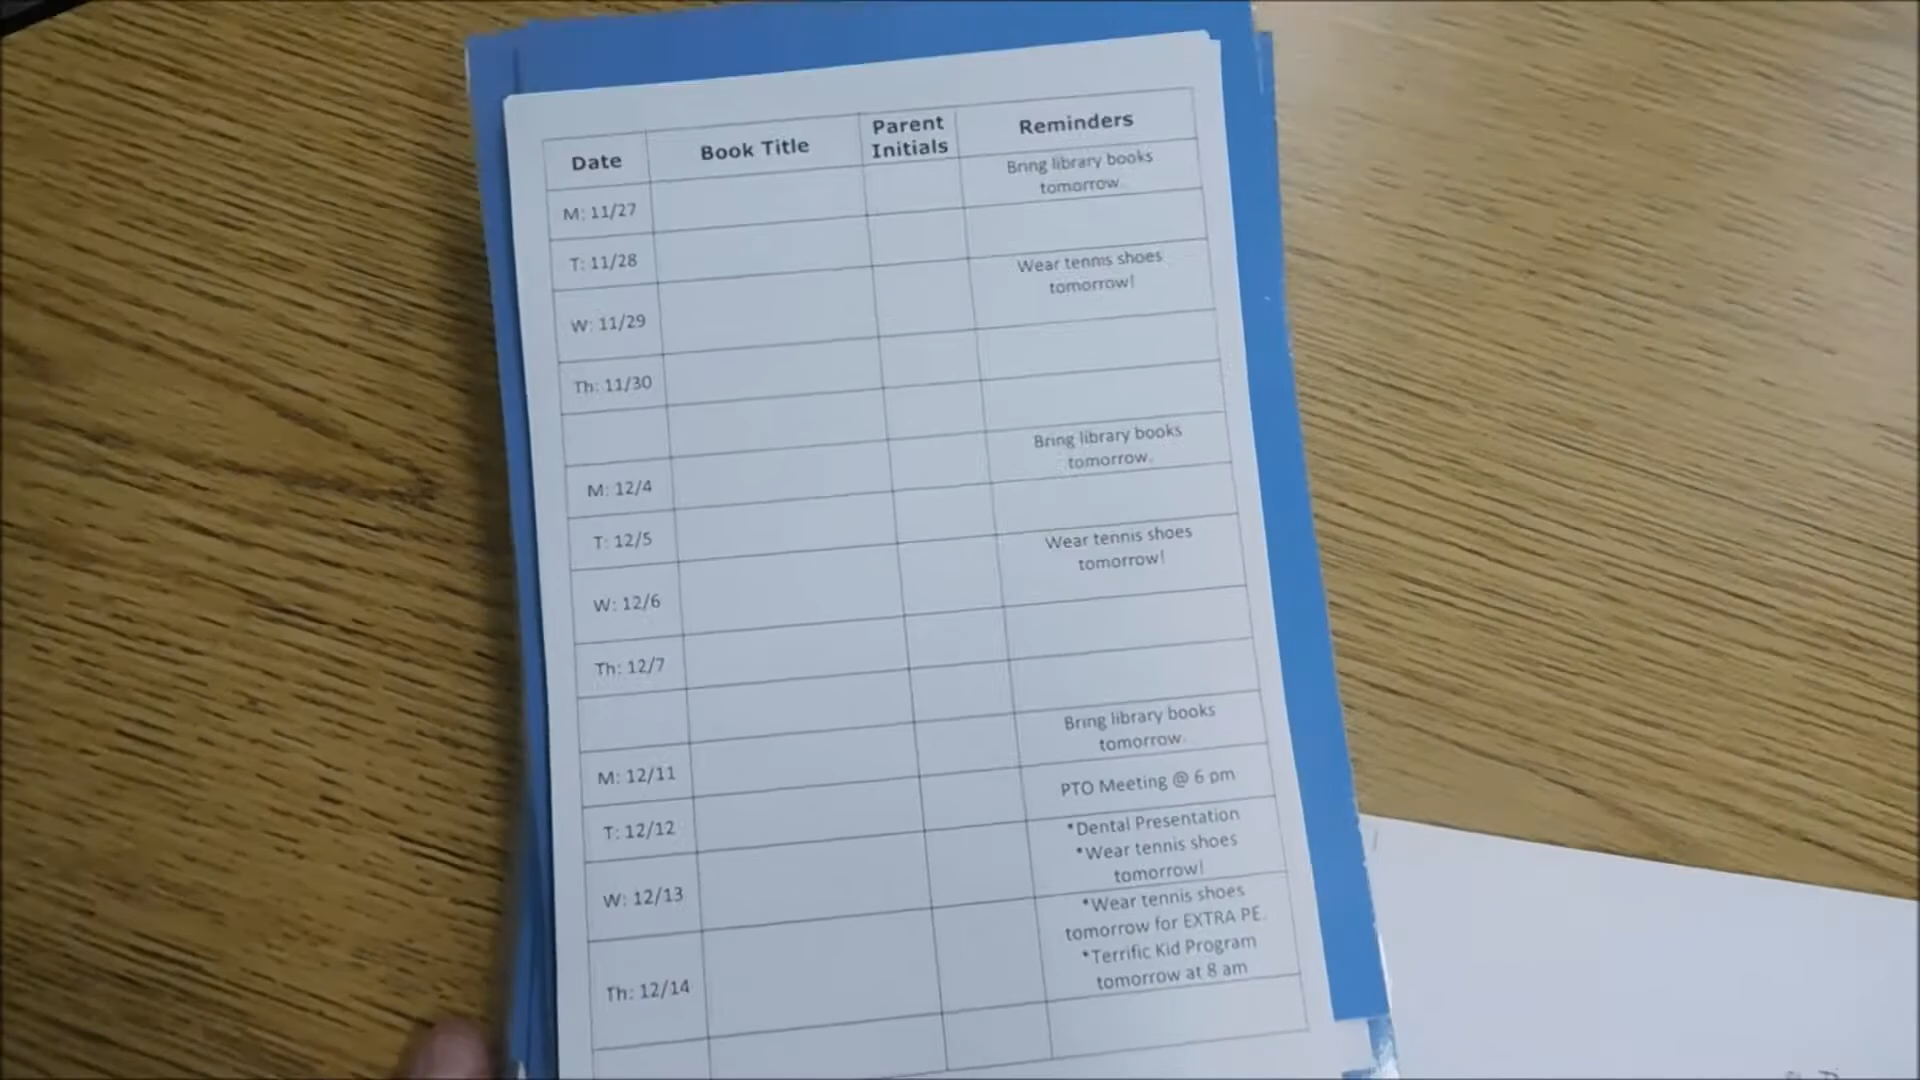 Date Book Title Parent Initials Reminders
M: 11/27 Bring library books
tomorrow.
T: 11/28
W: 11/29 Wear tennis shoes
tomorrow!
Th: 11/30
M: 12/4 Bring library books
tomorrow.
T: 12/5
W: 12/6 Wear tennis shoes
tomorrow!
Th: 12/7
M: 12/11 Bring library books
tomorrow.
T: 12/12 PTO Meeting @ 6 pm
W: 12/13 *Dental Presentation
*Wear tennis shoes
tomorrow!
Th: 12/14 *Wear tennis shoes
tomorrow for EXTRA PE.
*Terrific Kid Program
tomorrow at 8 am